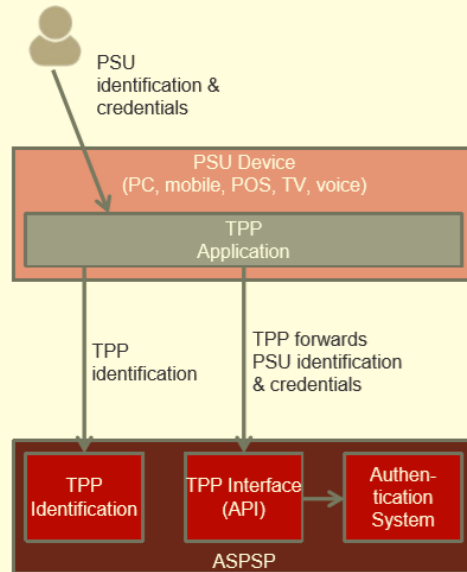 PSU
identification &
credentials
PSU Device
(PC, mobile, POS, TV, voice)
TPP
Application
TPP
identification
TPP forwards
PSU identification
& credentials
TPP
Identification
TPP Interface
(API)
Authen-
tication
System
ASPSP